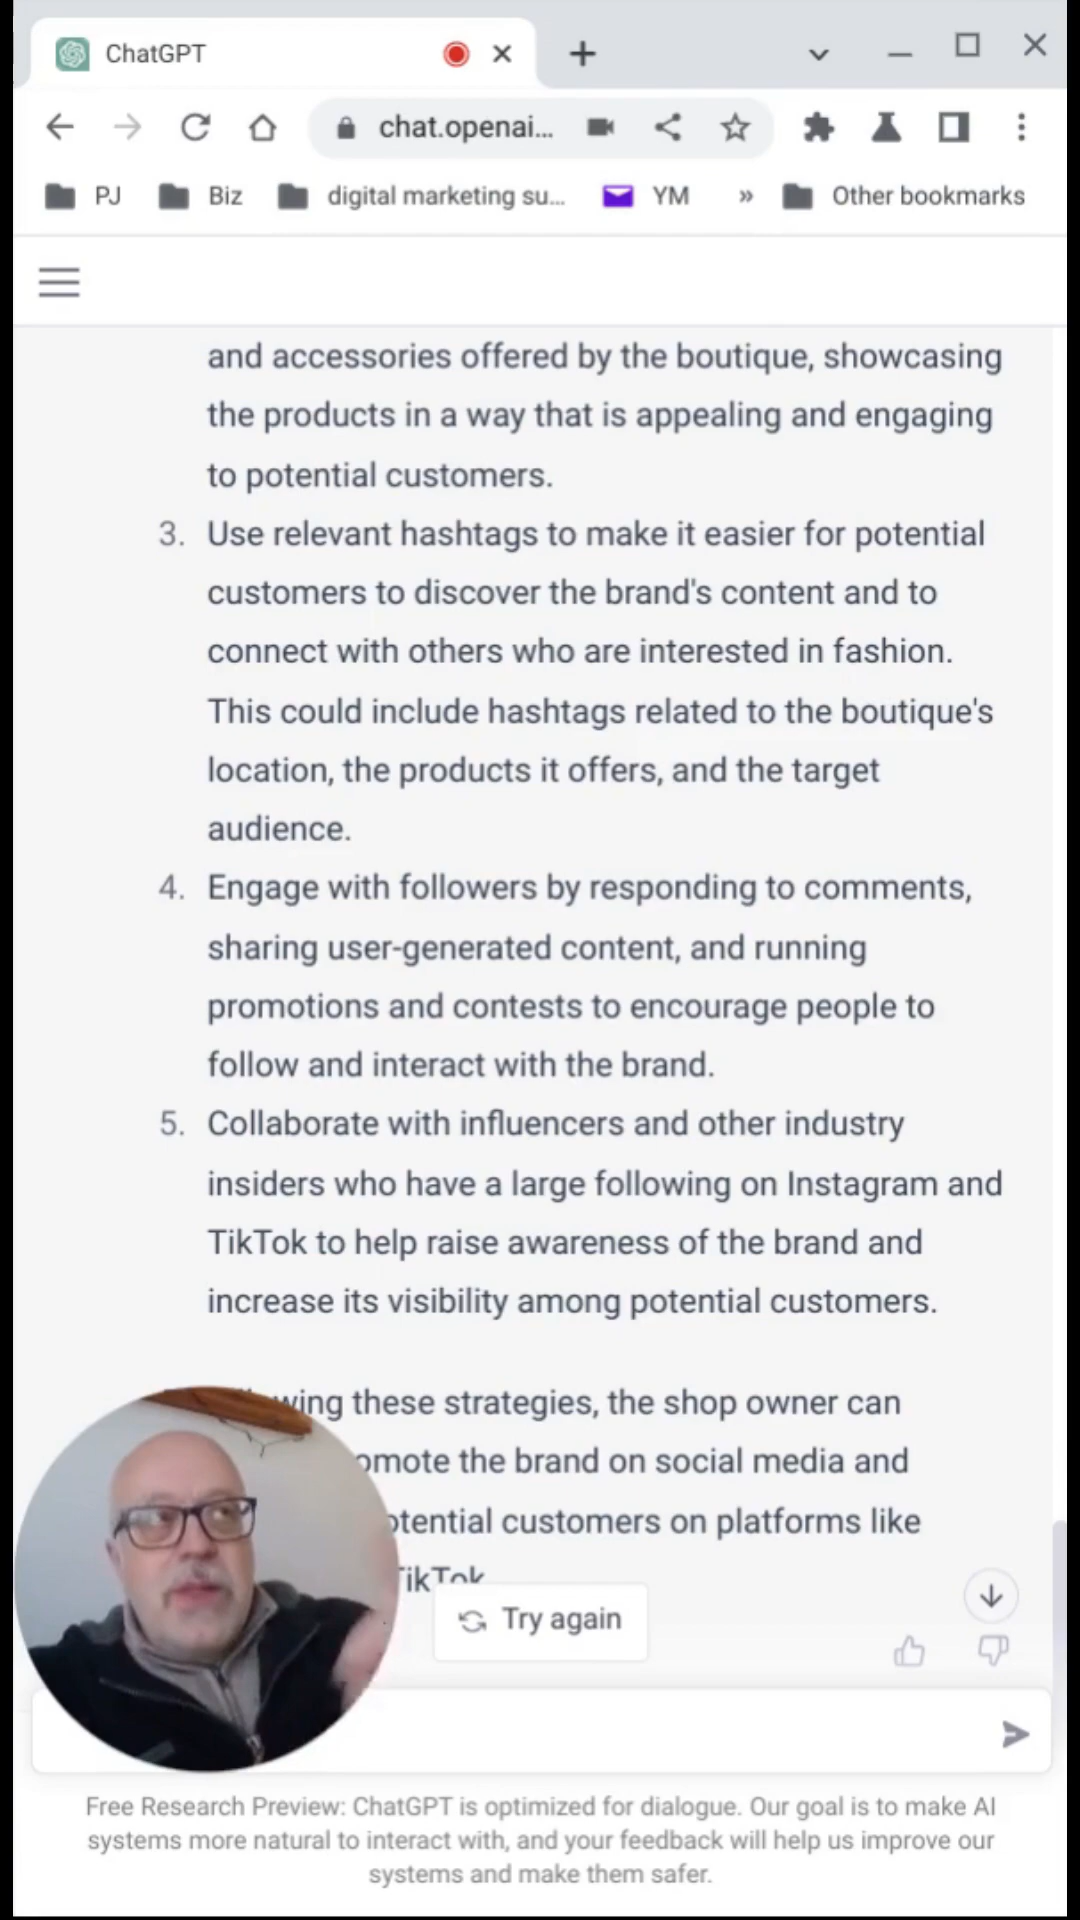 ChatGPT
chat.openai...
PJ Biz digital marketing su... YM » Other bookmarks
and accessories offered by the boutique, showcasing
the products in a way that is appealing and engaging
to potential customers.
3. Use relevant hashtags to make it easier for potential
customers to discover the brand's content and to
connect with others who are interested in fashion.
This could include hashtags related to the boutique's
location, the products it offers, and the target
audience.
4. Engage with followers by responding to comments,
sharing user-generated content, and running
promotions and contests to encourage people to
follow and interact with the brand.
5. Collaborate with influencers and other industry
insiders who have a large following on Instagram and
TikTok to help raise awareness of the brand and
increase its visibility among potential customers.
these strategies, the shop owner can
the brand on social media and
customers on platforms like
TikTok
Try again
Free Research Preview: ChatGPT is optimized for dialogue. Our goal is to make AI
systems more natural to interact with, and your feedback will help us improve our
systems and make them safer.